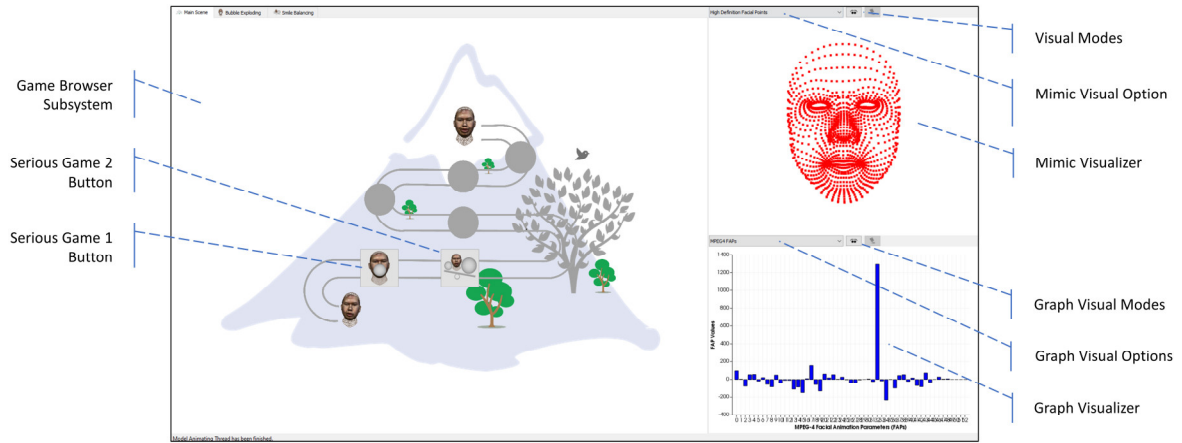 Main Scene
Bubble Exploding
Smile Balancing
High Definition Facial Points
Visual Modes
Mimic Visual Option
Mimic Visualizer
Game Browser
Subsystem
Serious Game 2
Button
Serious Game 1
Button
MPEG4 FAPs
1 400
1200
1000
800
600
400
200
0
-200
-400
FAP Values
MPEG-4 Facial Animation Parameters (FAPs)
Graph Visual Modes
Graph Visual Options
Graph Visualizer
Model Animating Thread has been finished.